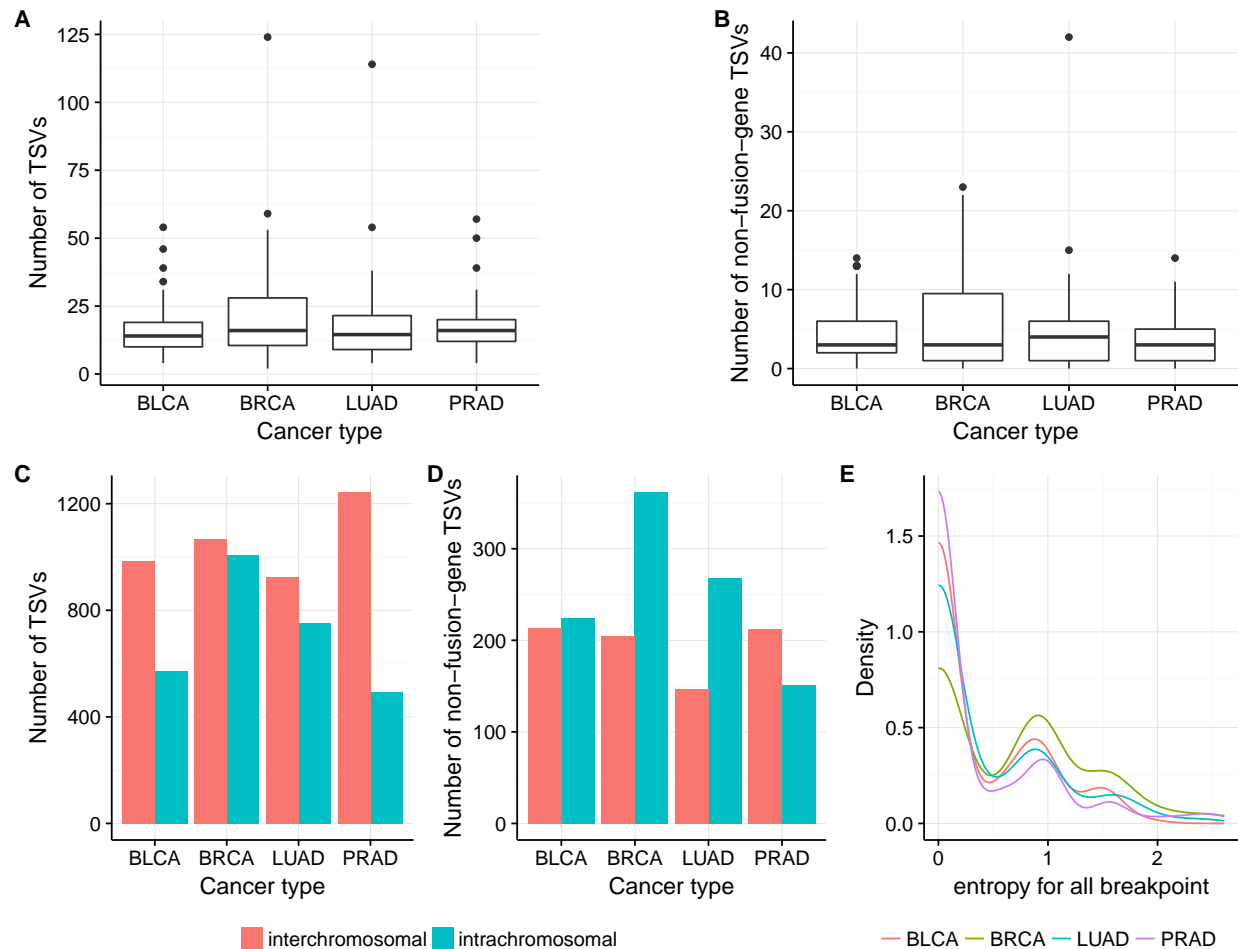 A
Number of TSVs
125
100
75
50
25
0
BLCA BRCA LUAD PRAD
Cancer type
B
Number of non−fusion−gene TSVs
40
30
20
10
0
BLCA BRCA LUAD PRAD
Cancer type
C
Number of TSVs
1200
800
400
0
BLCA BRCA LUAD PRAD
Cancer type
D
Number of non−fusion−gene TSVs
300
200
100
0
BLCA BRCA LUAD PRAD
Cancer type
interchromosomal intrachromosomal
E
Density
1.5
1.0
0.5
0.0
0 1 2
entropy for all breakpoint
BLCA BRCA LUAD PRAD